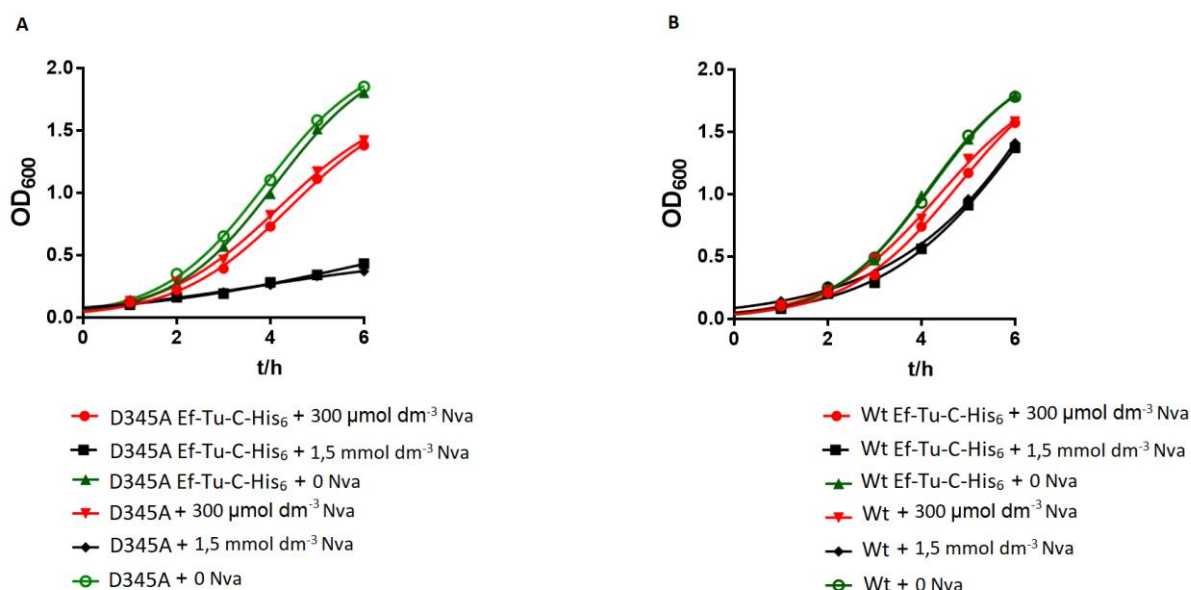 A
2.0
1.5
1.0
0.5
0.0
OD600
0 2 4 6
t/h
D345A Ef-Tu-C-His6 + 300 µmol dm-3 Nva
D345A Ef-Tu-C-His6 + 1,5 mmol dm-3 Nva
D345A Ef-Tu-C-His6 + 0 Nva
D345A + 300 µmol dm-3 Nva
D345A + 1,5 mmol dm-3 Nva
D345A + 0 Nva
B
2.0
1.5
1.0
0.5
0.0
OD600
0 2 4 6
t/h
Wt Ef-Tu-C-His6 + 300 µmol dm-3 Nva
Wt Ef-Tu-C-His6 + 1,5 mmol dm-3 Nva
Wt Ef-Tu-C-His6 + 0 Nva
Wt + 300 µmol dm-3 Nva
Wt + 1,5 mmol dm-3 Nva
Wt + 0 Nva